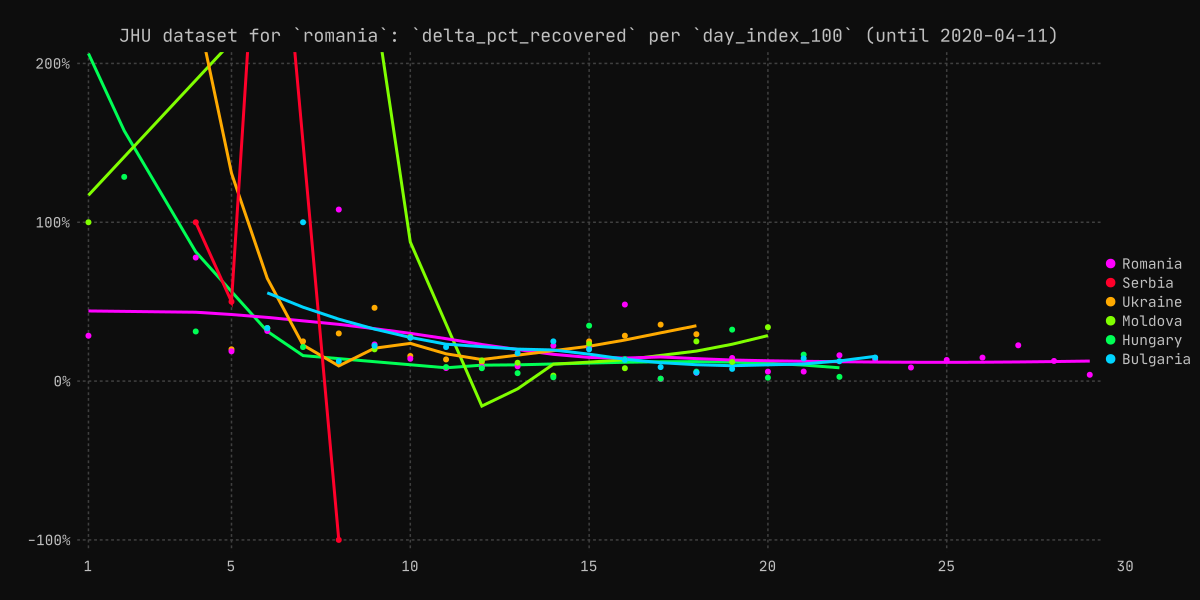 JHU dataset for `romania`: `delta_pct_recovered` per `day_index_100` (until 2020-04-11)
200%
100%
0%
-100%
1 5 10 15 20 25 30
Romania
Serbia
Ukraine
Moldova
Hungary
Bulgaria